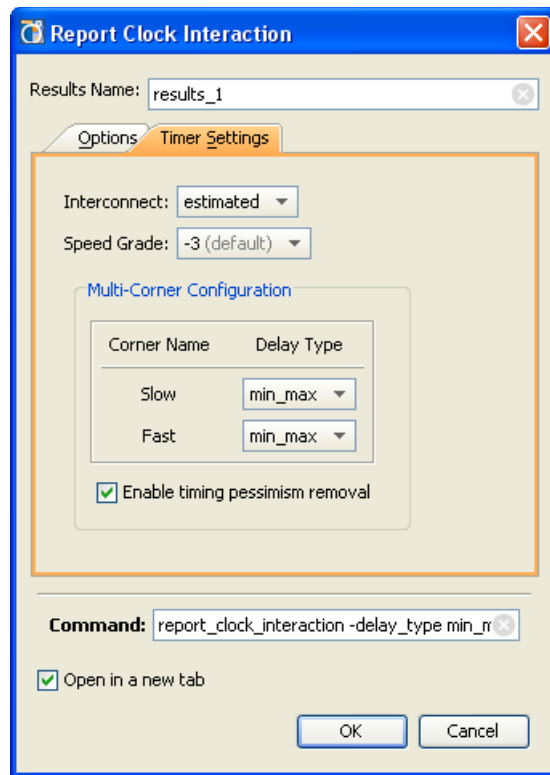 Report Clock Interaction
Results Name: results_1
Options Timer Settings
Interconnect: estimated
Speed Grade: -3 (default)
Multi-Corner Configuration
Corner Name Delay Type
Slow min_max
Fast min_max
Enable timing pessimism removal
Command: report_clock_interaction -delay_type min_m
Open in a new tab
OK Cancel